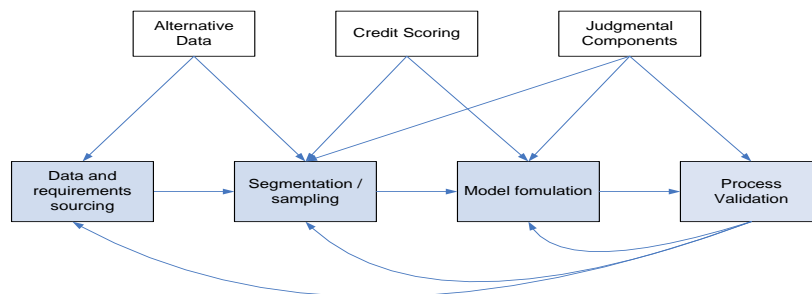 Alternative
Data
Credit Scoring
Judgmental
Components
Data and
requirements
sourcing
Segmentation /
sampling
Model fomulation
Process
Validation